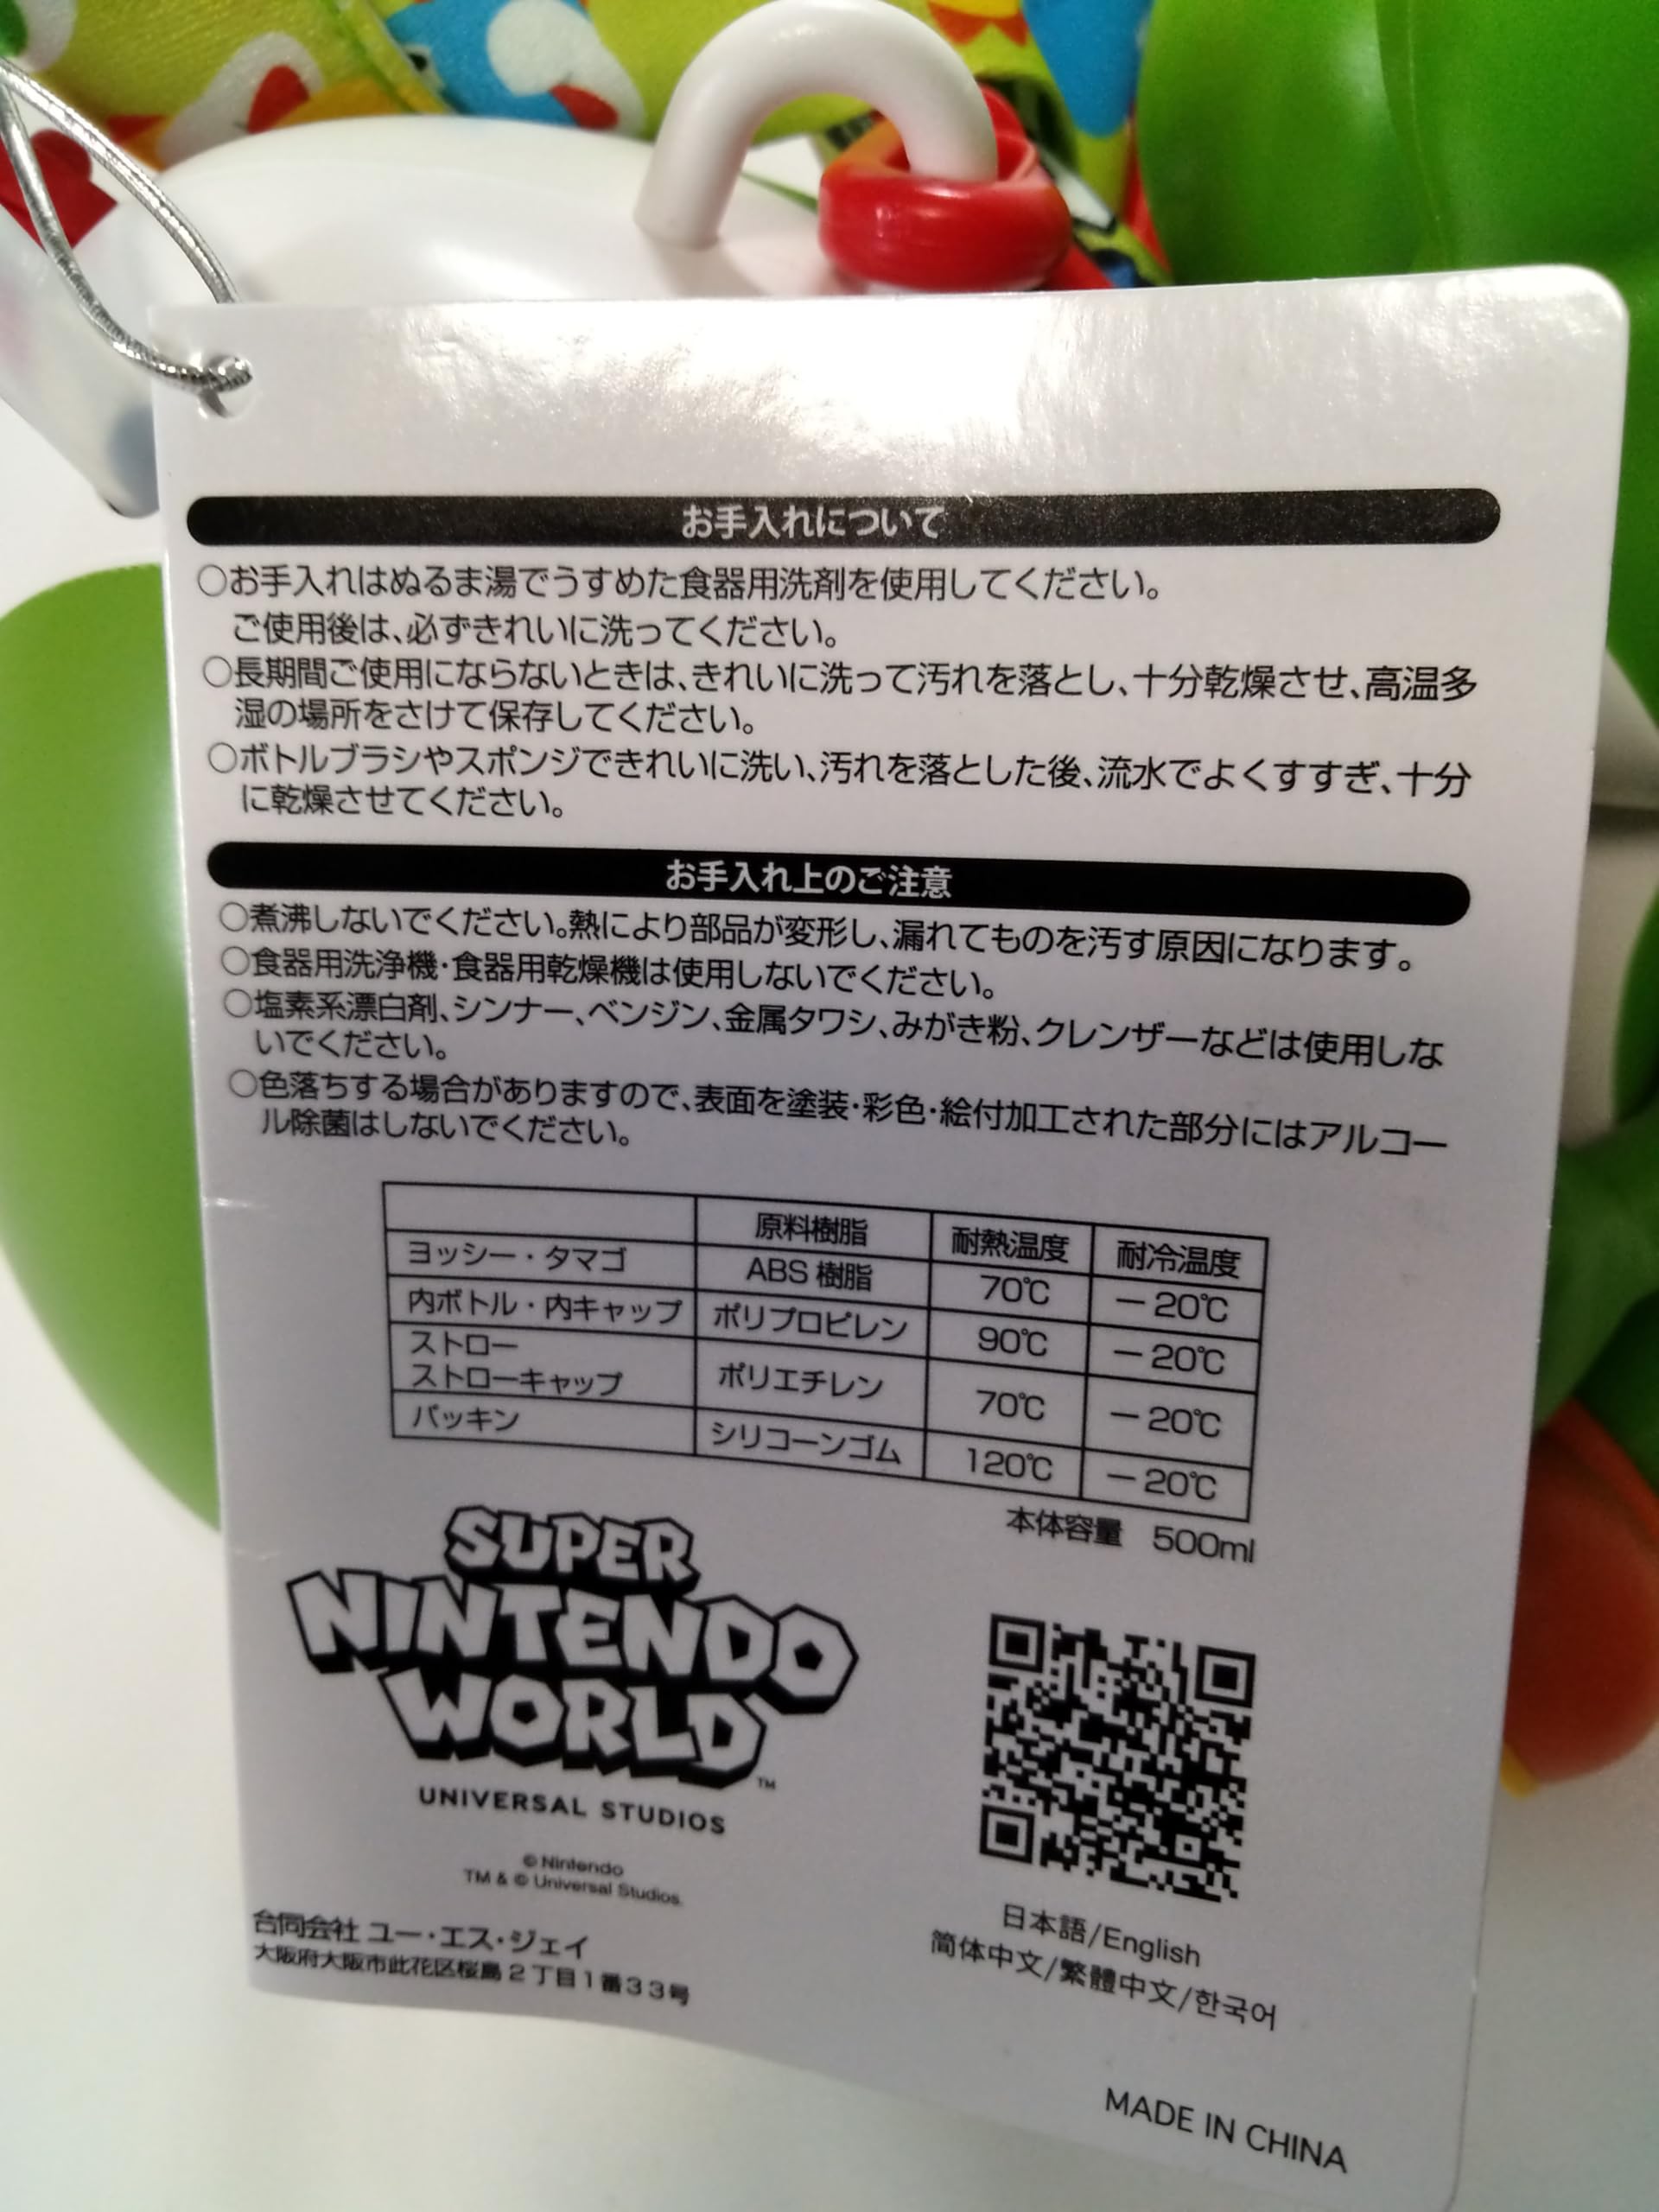 お手入れについて
○お手入れはぬるま湯でうすめた食器用洗剤を使用してください。
ご使用後は、必ずきれいに洗ってください。
○長期間ご使用にならないときは、きれいに洗って汚れを落とし、十分乾燥させ、高温多
湿の場所をさけて保存してください。
○ボトルブラシやスポンジできれいに洗い、汚れを落とした後、流水でよくすすぎ、十分
に乾燥させてください。
お手入れ上のご注意
○煮沸しないでください。熱により部品が変形し、漏れてものを汚す原因になります。
○食器用洗浄機・食器用乾燥機は使用しないでください。
○塩素系漂白剤、シンナー、ベンジン、金属タワシ、みがき粉、クレンザーなどは使用しな
いでください。
○色落ちする場合がありますので、表面を塗装・彩色・絵付加工された部分にはアルコー
ル除菌はしないでください。
原料樹脂 耐熱温度 耐冷温度
ヨッシー・タマゴ ABS 樹脂 70℃ －20℃
内ボトル・内キャップ ポリプロピレン 90℃ －20℃
ストロー
ストローキャップ ポリエチレン 70℃ －20℃
パッキン シリコーンゴム 120℃ －20℃
本体容量 500ml
SUPER
NINTENDO
WORLD™
UNIVERSAL STUDIOS
© Nintendo
TM & © Universal Studios.
合同会社 ユー・エス・ジェイ
大阪府大阪市此花区桜島2丁目1番33号
日本語/English
简体中文/繁體中文/한국어
MADE IN CHINA